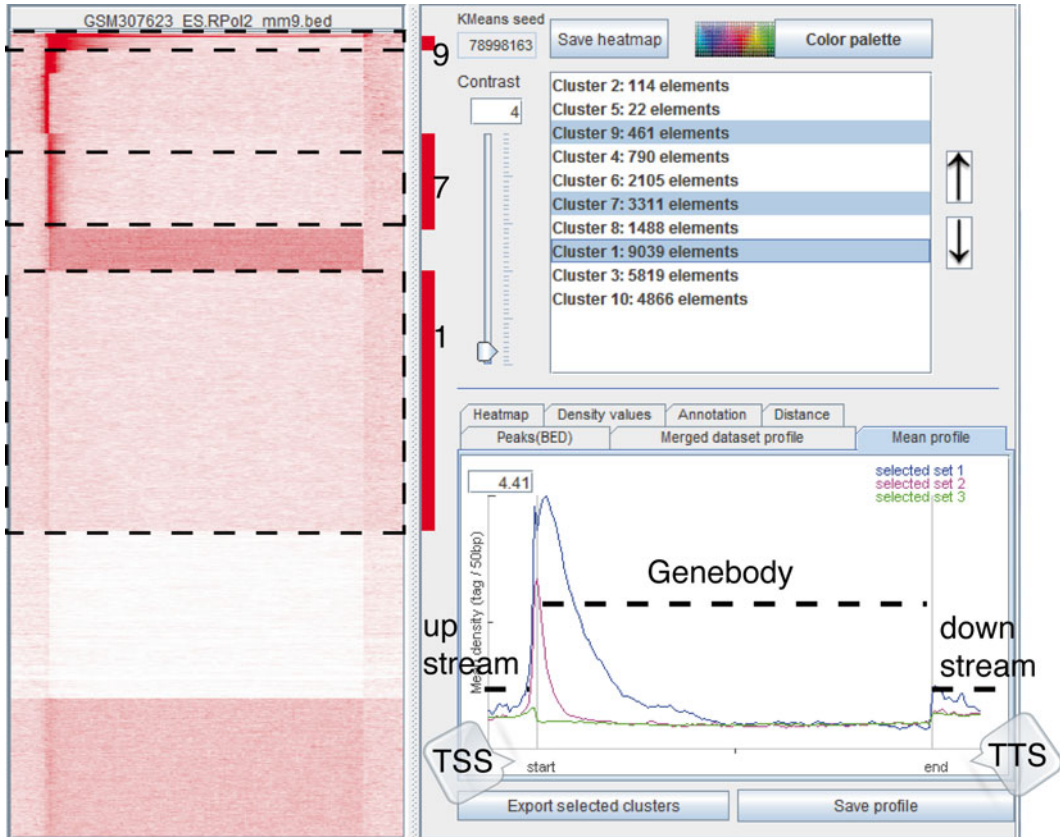 GSM307623_ES.RPol2_mm9.bed
9
7
1
KMeans seed
78998163
Save heatmap
Color palette
Contrast
4
Cluster 2: 114 elements
Cluster 5: 22 elements
Cluster 9: 461 elements
Cluster 4: 790 elements
Cluster 6: 2105 elements
Cluster 7: 3311 elements
Cluster 8: 1488 elements
Cluster 1: 9039 elements
Cluster 3: 5819 elements
Cluster 10: 4866 elements
Heatmap
Density values
Annotation
Distance
Peaks(BED)
Merged dataset profile
Mean profile
4.41
selected set 1
selected set 2
selected set 3
Mean density (tag / 50bp)
Genebody
up
stream
down
stream
TSS
start
end
TTS
Export selected clusters
Save profile